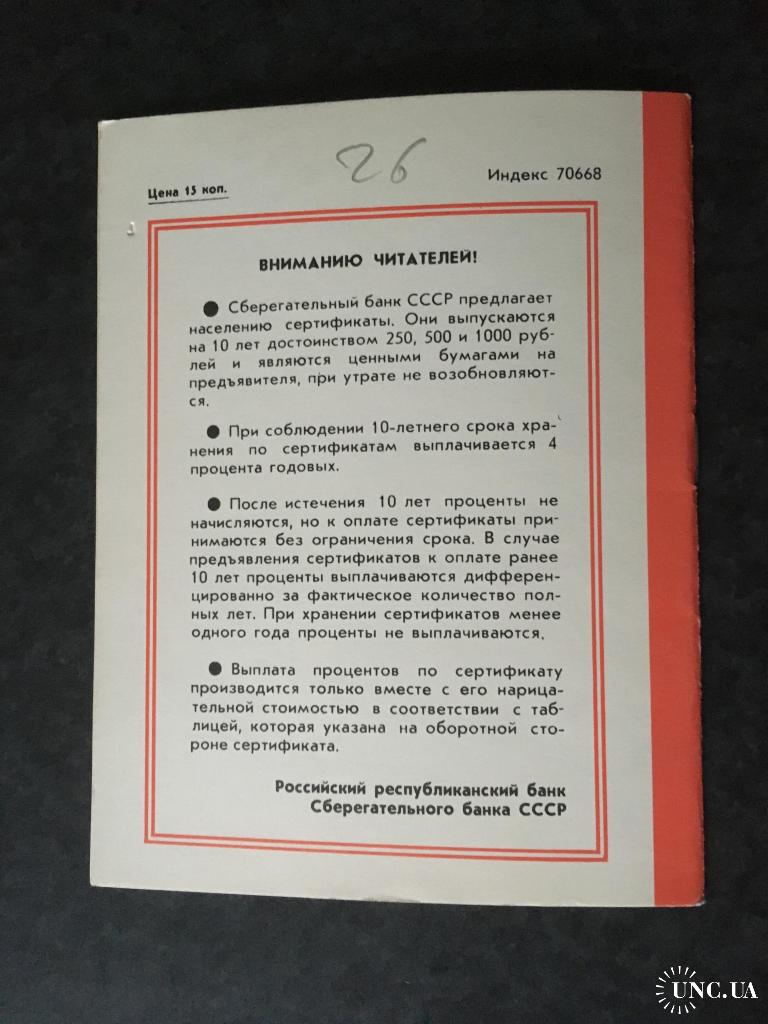 26
Цена 15 коп.
Индекс 70668
ВНИМАНИЮ ЧИТАТЕЛЕЙ!
● Сберегательный банк СССР предлагает
населению сертификаты. Они выпускаются
на 10 лет достоинством 250, 500 и 1000 руб-
лей и являются ценными бумагами на
предъявителя, при утрате не возобновляют-
ся.
● При соблюдении 10-летнего срока хра-
нения по сертификатам выплачивается 4
процента годовых.
● После истечения 10 лет проценты не
начисляются, но к оплате сертификаты при-
нимаются без ограничения срока. В случае
предъявления сертификатов к оплате ранее
10 лет проценты выплачиваются дифферен-
цированно за фактическое количество пол-
ных лет. При хранении сертификатов менее
одного года проценты не выплачиваются.
● Выплата процентов по сертификату
производится только вместе с его нарица-
тельной стоимостью в соответствии с таб-
лицей, которая указана на оборотной сто-
роне сертификата.
Российский республиканский банк
Сберегательного банка СССР
UNC.UA